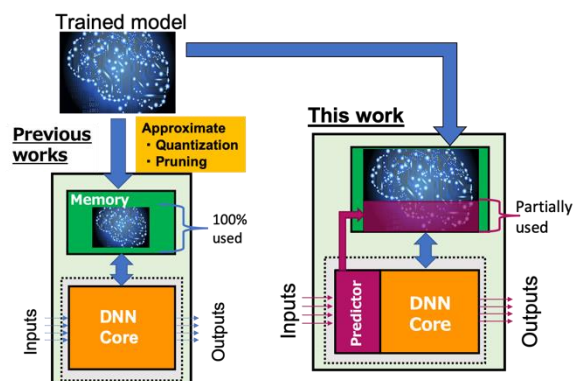 Trained model
Previous
works
Approximate
・ Quantization
・ Pruning
Memory
100%
used
Inputs
DNN
Core
Outputs
This work
Partially
used
Inputs
Predictor
DNN
Core
Outputs